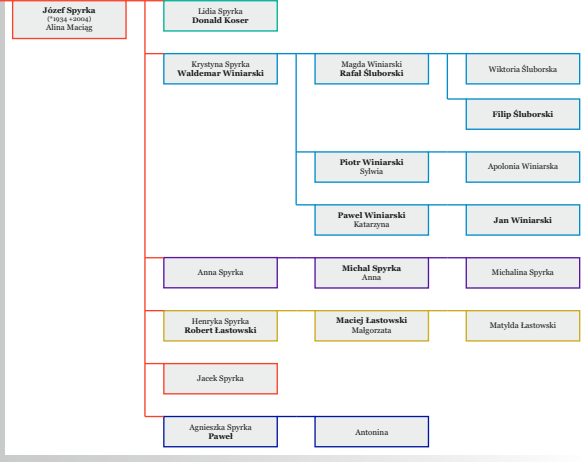 Józef Spyrka
(*1934 +2004)
Alina Maciąg
Lidia Spyrka
Donald Koser
Krystyna Spyrka
Waldemar Winiarski
Magda Winiarski
Rafał Śluborski
Wiktoria Śluborska
Filip Śluborski
Piotr Winiarski
Sylwia
Apolonia Winiarska
Paweł Winiarski
Katarzyna
Jan Winiarski
Anna Spyrka
Michał Spyrka
Anna
Michalina Spyrka
Henryka Spyrka
Robert Łastowski
Maciej Łastowski
Małgorzata
Matylda Łastowski
Jacek Spyrka
Agnieszka Spyrka
Paweł
Antonina